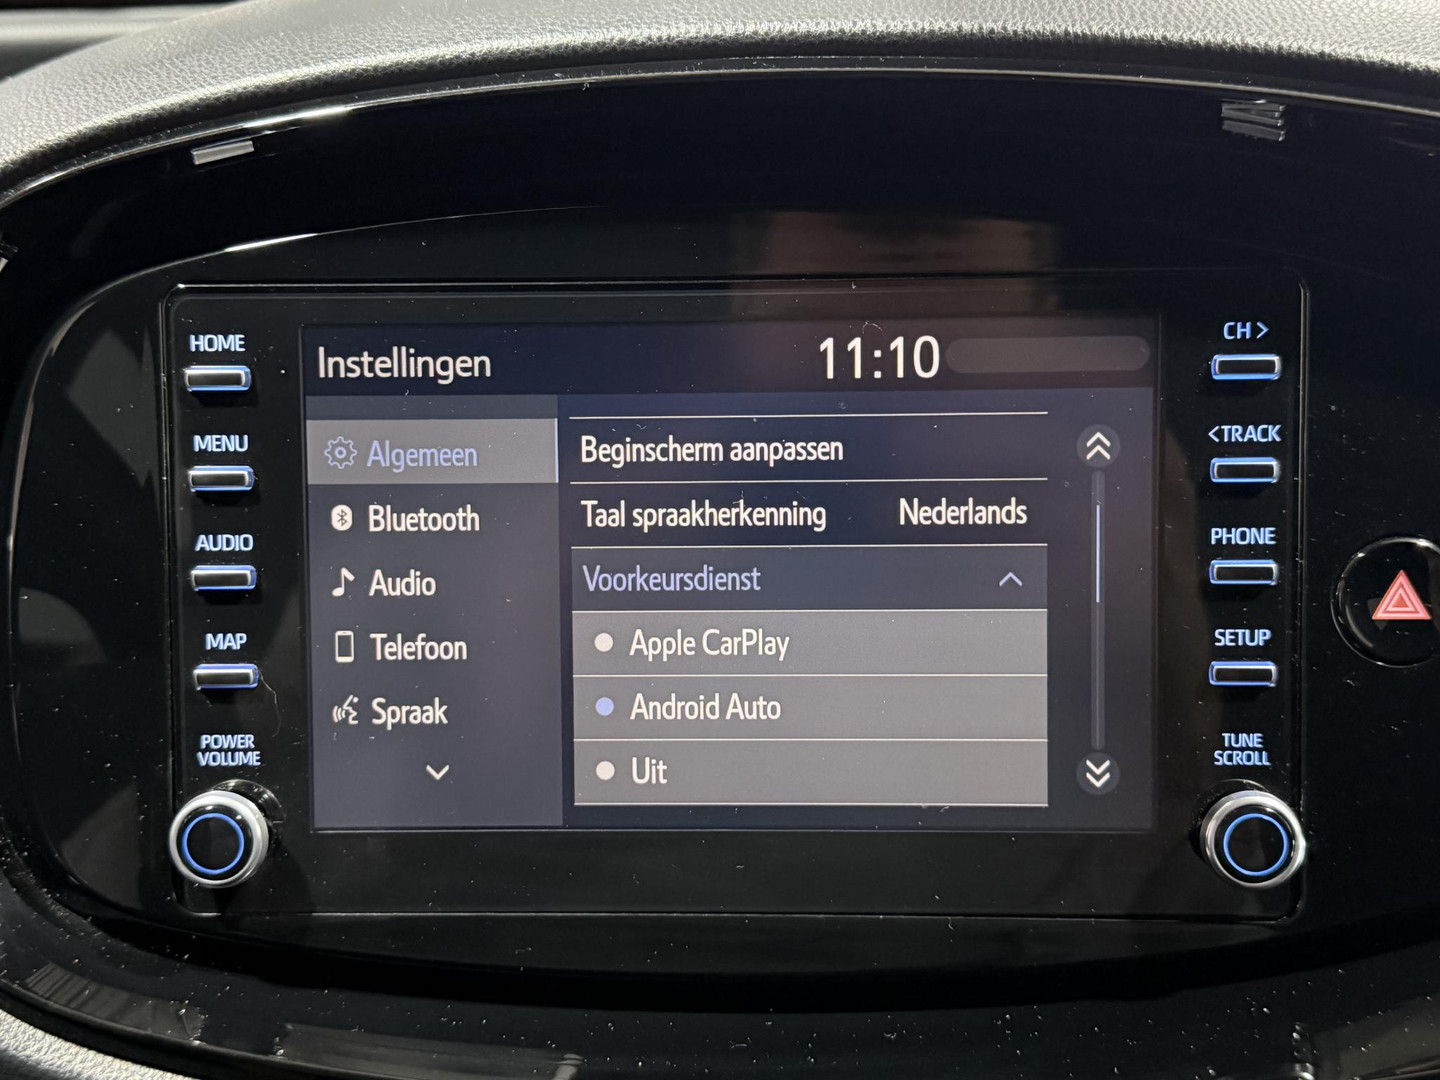 HOME
MENU
AUDIO
MAP
POWER
VOLUME
Instellingen 11:10
Algemeen
Bluetooth
Audio
Telefoon
Spraak
Beginscherm aanpassen
Taal spraakherkenning Nederlands
Voorkeursdienst
Apple CarPlay
Android Auto
Uit
CH >
<TRACK
PHONE
SETUP
TUNE
SCROLL